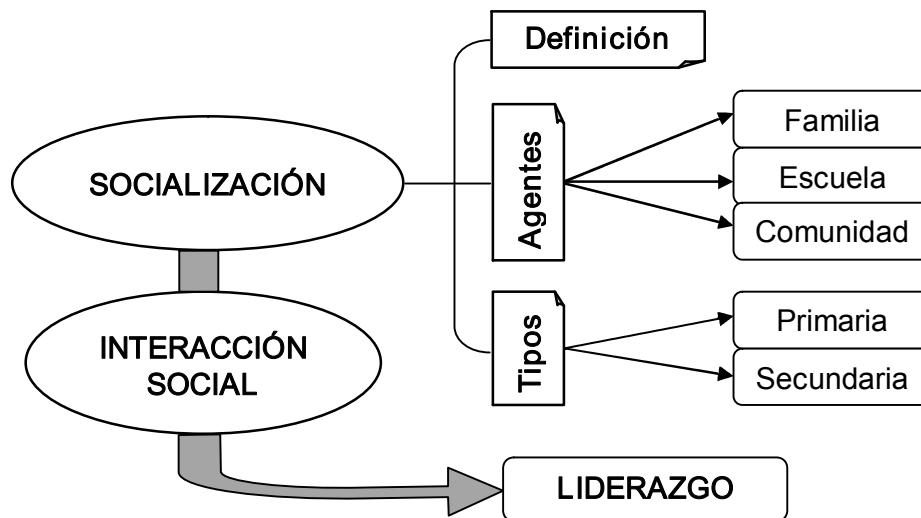 Definición
SOCIALIZACIÓN
Agentes
Familia
Escuela
Comunidad
INTERACCIÓN
SOCIAL
Tipos
Primaria
Secundaria
LIDERAZGO